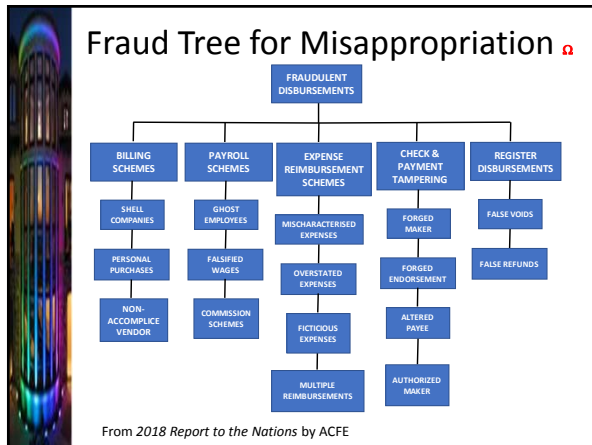 Fraud Tree for Misappropriation Ω
FRAUDULENT
DISBURSEMENTS
BILLING
SCHEMES
SHELL
COMPANIES
PERSONAL
PURCHASES
NON-
ACCOMPLICE
VENDOR
PAYROLL
SCHEMES
GHOST
EMPLOYEES
FALSIFIED
WAGES
COMMISSION
SCHEMES
EXPENSE
REIMBURSEMENT
SCHEMES
MISCHARACTERISED
EXPENSES
OVERSTATED
EXPENSES
FICTICIOUS
EXPENSES
MULTIPLE
REIMBURSEMENTS
CHECK &
PAYMENT
TAMPERING
FORGED
MAKER
FORGED
ENDORSEMENT
ALTERED
PAYEE
AUTHORIZED
MAKER
REGISTER
DISBURSEMENTS
FALSE VOIDS
FALSE REFUNDS
From 2018 Report to the Nations by ACFE